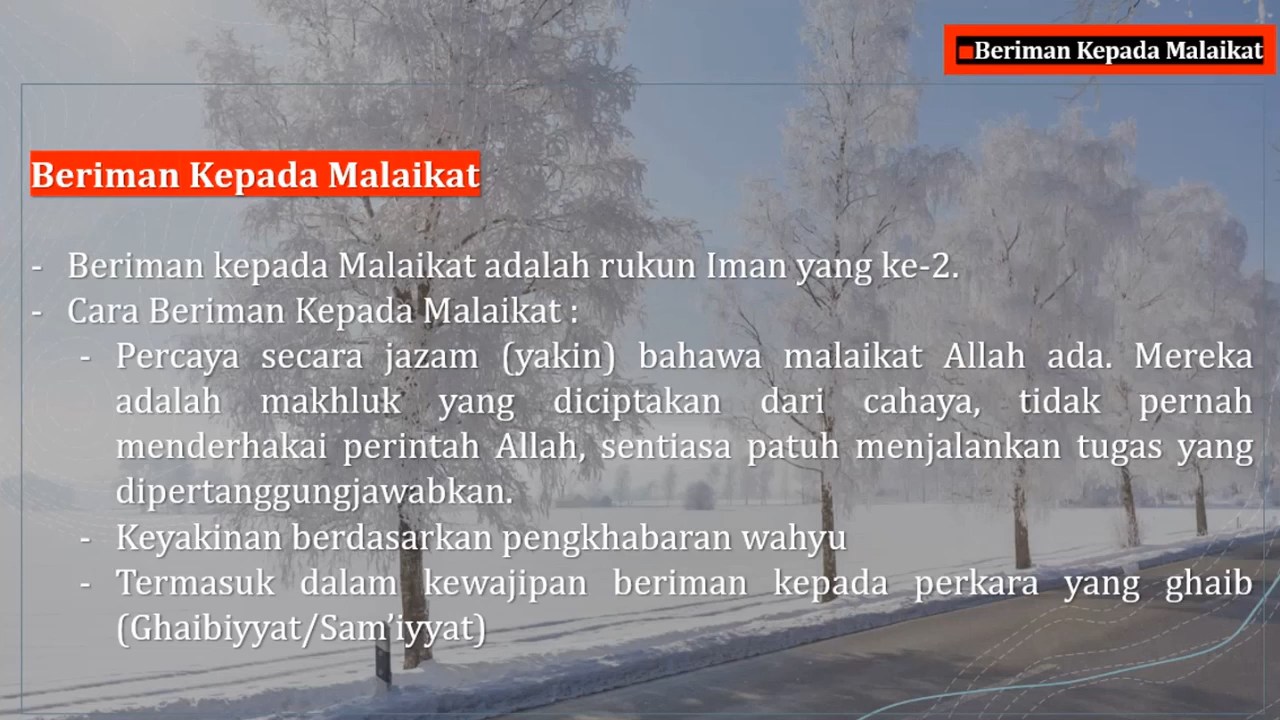 Beriman Kepada Malaikat
Beriman Kepada Malaikat
- Beriman kepada Malaikat adalah rukun Iman yang ke-2.
- Cara Beriman Kepada Malaikat :
- Percaya secara jazam (yakin) bahawa malaikat Allah ada. Mereka
adalah makhluk yang diciptakan dari cahaya, tidak pernah
menderhakai perintah Allah, sentiasa patuh menjalankan tugas yang
dipertanggungjawabkan.
- Keyakinan berdasarkan pengkhabaran wahyu
- Termasuk dalam kewajipan beriman kepada perkara yang ghaib
(Ghaibiyyat/Sam’iyyat)